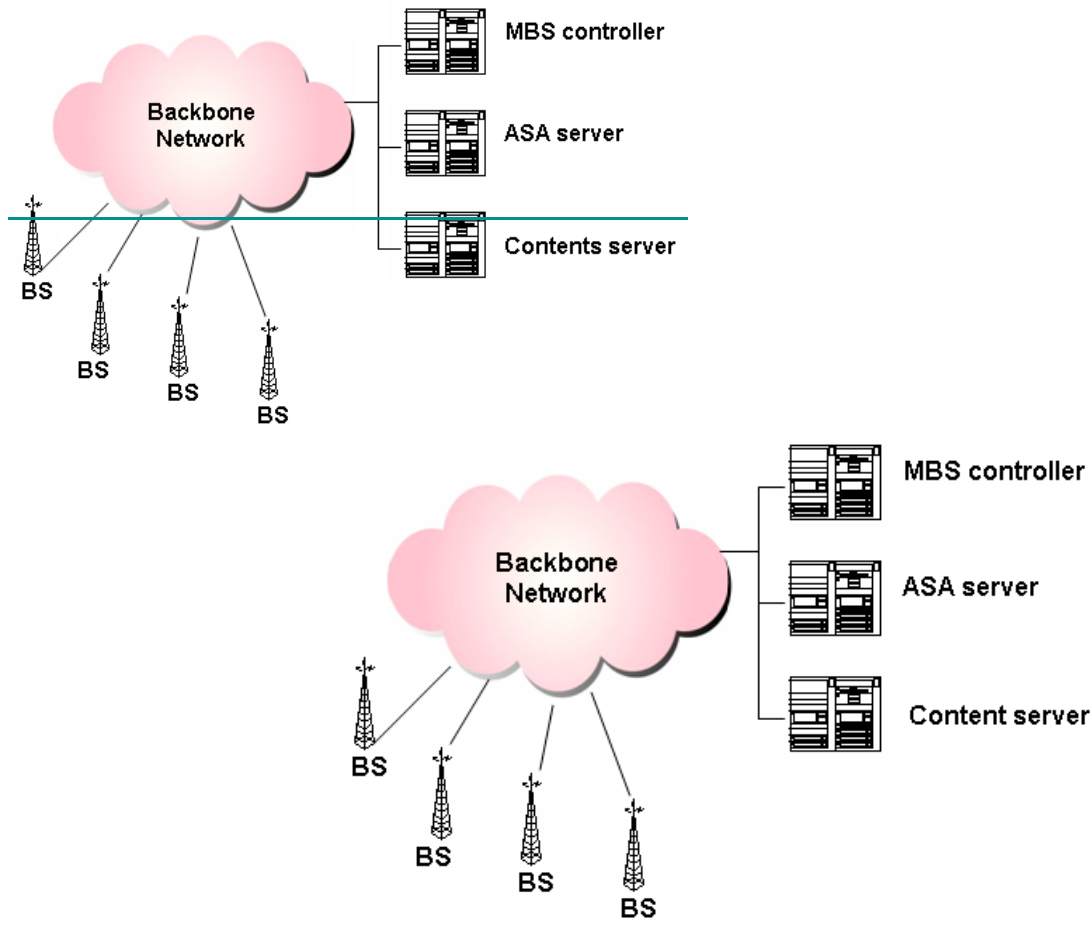 MBS controller
Backbone
Network
ASA server
Contents server
BS
BS
BS
BS
MBS controller
Backbone
Network
ASA server
Content server
BS
BS
BS
BS